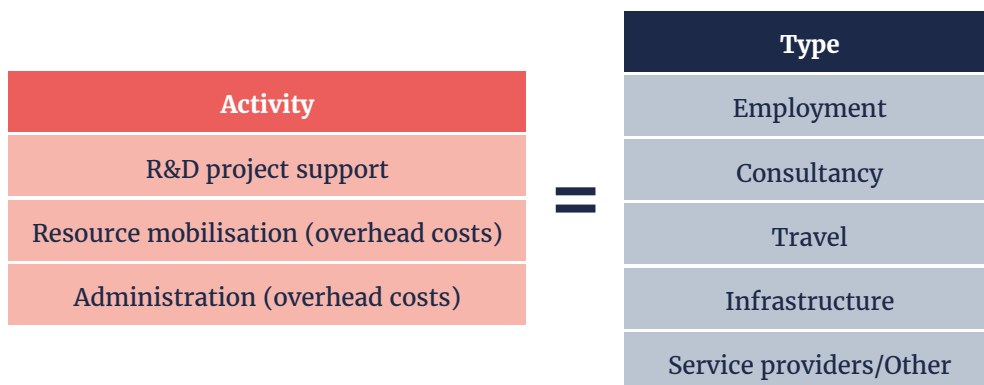 Activity
R&D project support
Resource mobilisation (overhead costs)
Administration (overhead costs)
=
Type
Employment
Consultancy
Travel
Infrastructure
Service providers/Other